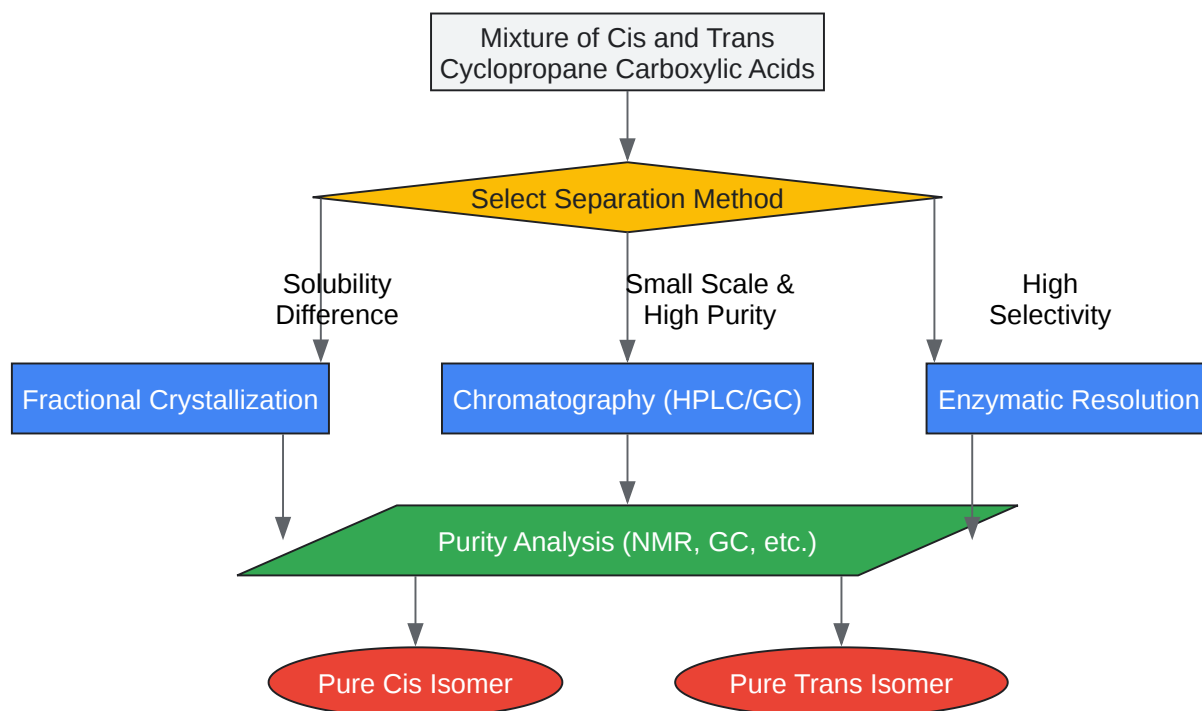 Mixture of Cis and Trans
Cyclopropane Carboxylic Acids
Select Separation Method
Solubility
Difference
Small Scale &
High Purity
High
Selectivity
Fractional Crystallization
Chromatography (HPLC/GC)
Enzymatic Resolution
Purity Analysis (NMR, GC, etc.)
Pure Cis Isomer
Pure Trans Isomer